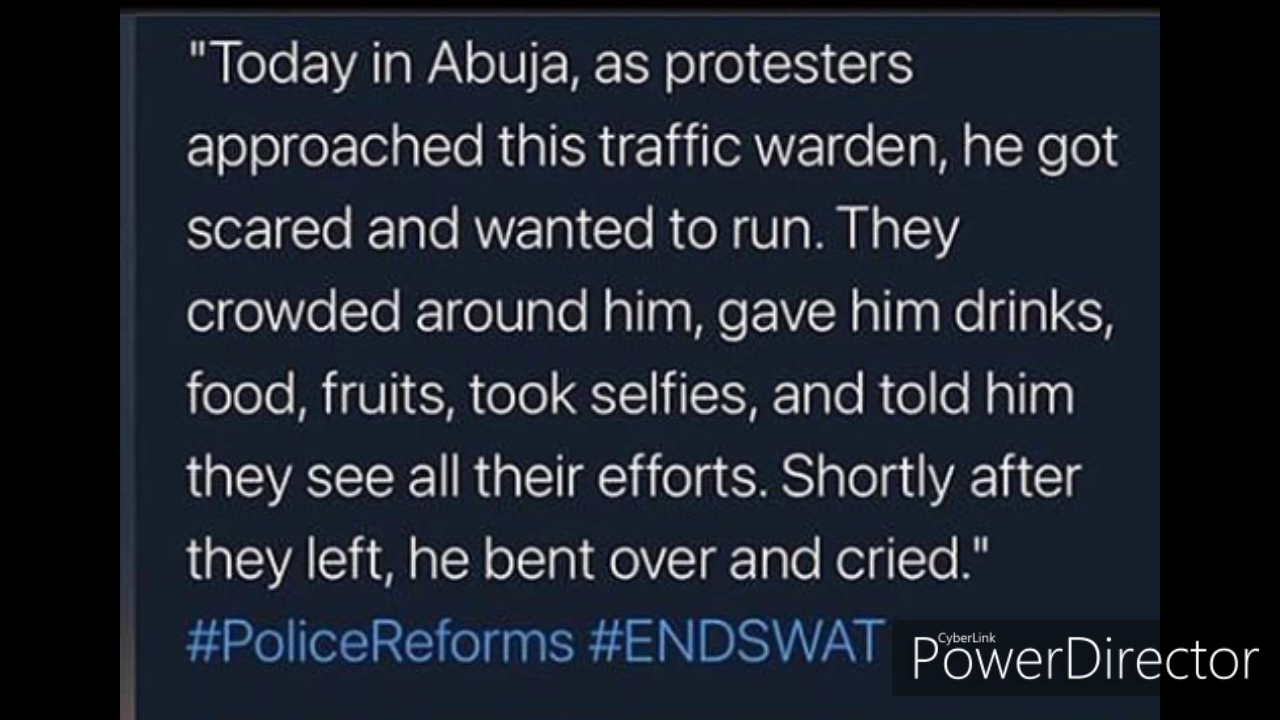 "Today in Abuja, as protesters
approached this traffic warden, he got
scared and wanted to run. They
crowded around him, gave him drinks,
food, fruits, took selfies, and told him
they see all their efforts. Shortly after
they left, he bent over and cried."
#PoliceReforms #ENDSWAT
CyberLink
PowerDirector